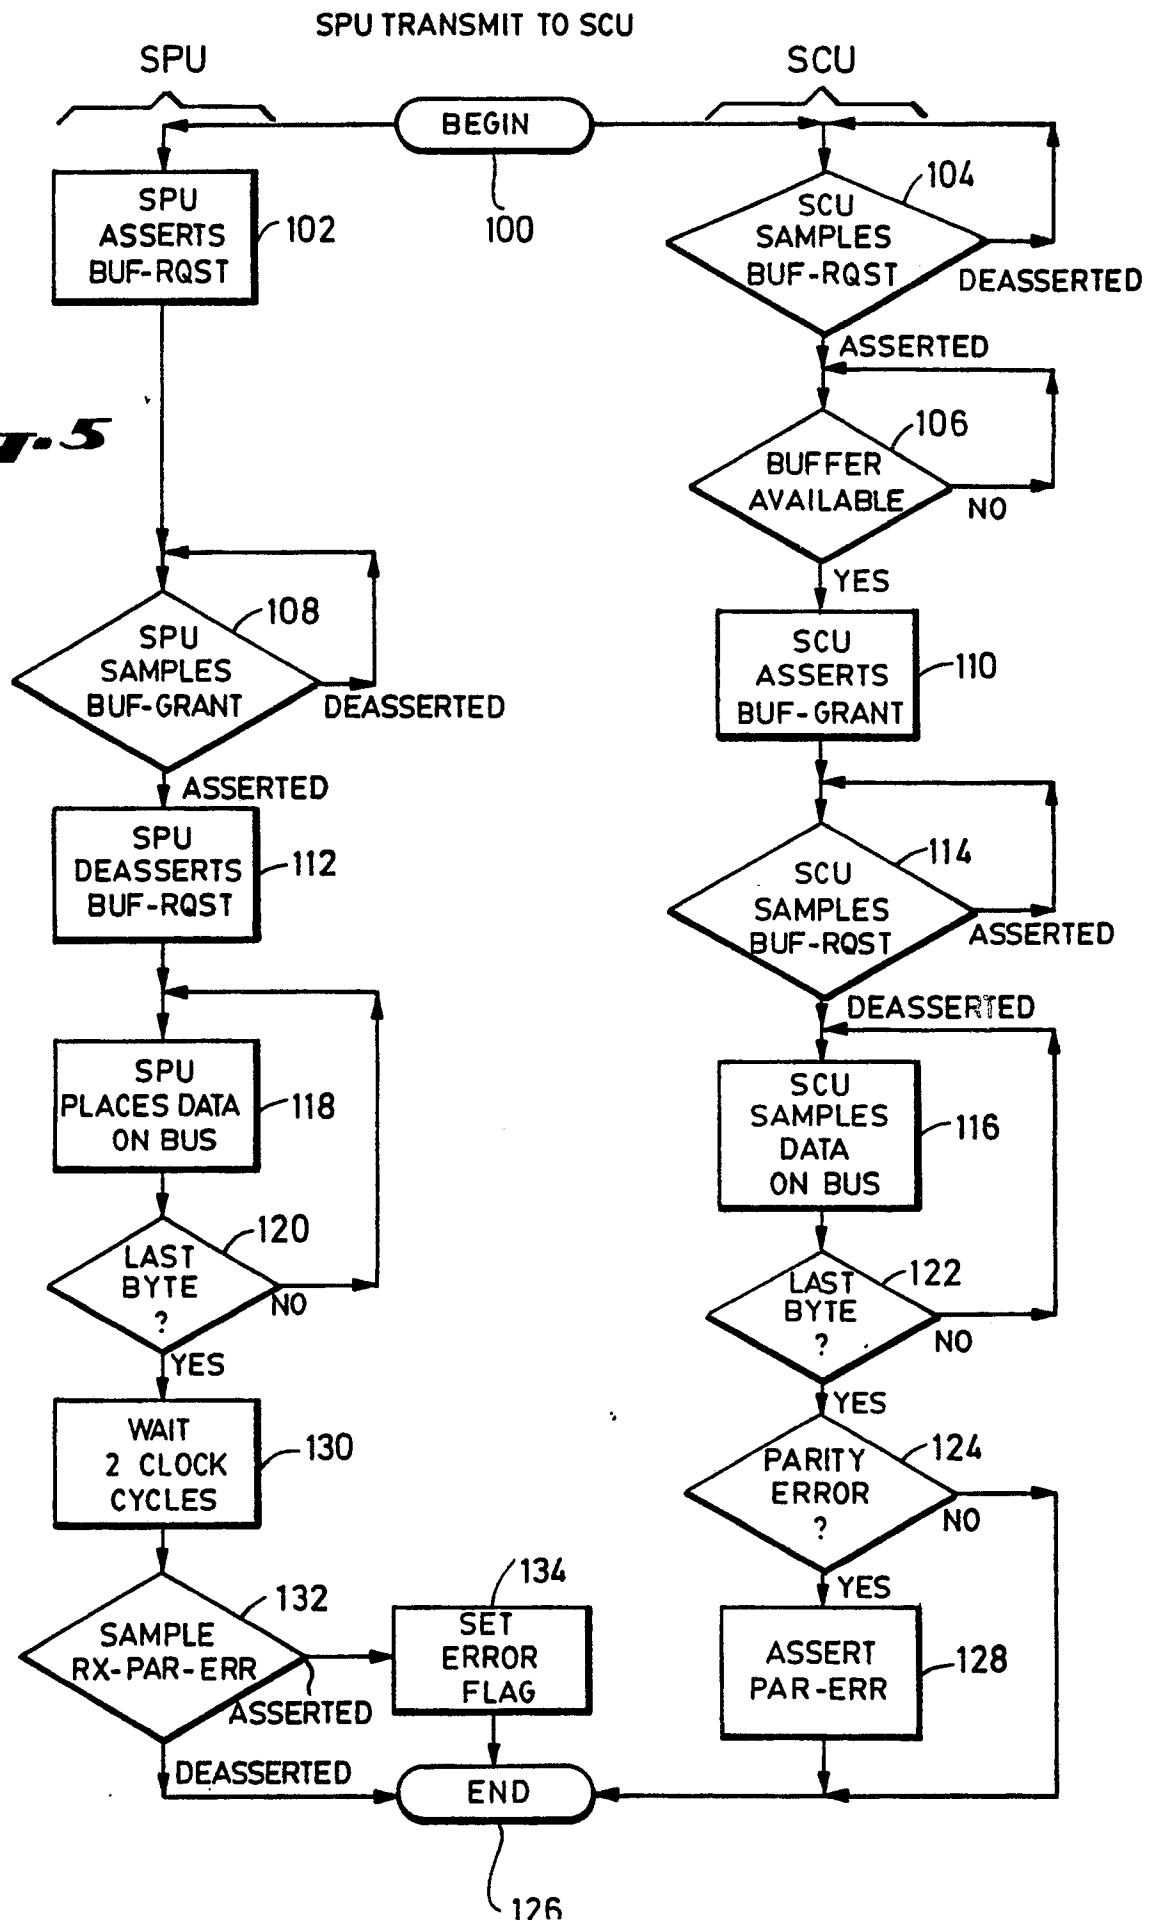 SPU TRANSMIT TO SCU
SPU
SCU
BEGIN
100
SPU
ASSERTS
BUF-RQST
102
SCU
SAMPLES
BUF-RQST
104
DEASSERTED
ASSERTED
BUFFER
AVAILABLE
106
NO
YES
5
SPU
SAMPLES
BUF-GRANT
108
DEASSERTED
ASSERTED
SCU
ASSERTS
BUF-GRANT
110
SPU
DEASSERTS
BUF-RQST
112
SCU
SAMPLES
BUF-RQST
114
ASSERTED
DEASSERTED
SPU
PLACES DATA
ON BUS
118
SCU
SAMPLES
DATA
ON BUS
116
LAST
BYTE
?
120
NO
YES
LAST
BYTE
?
122
NO
YES
WAIT
2 CLOCK
CYCLES
130
PARITY
ERROR
?
124
NO
YES
SAMPLE
RX-PAR-ERR
132
ASSERTED
DEASSERTED
134
SET
ERROR
FLAG
ASSERT
PAR-ERR
128
END
126